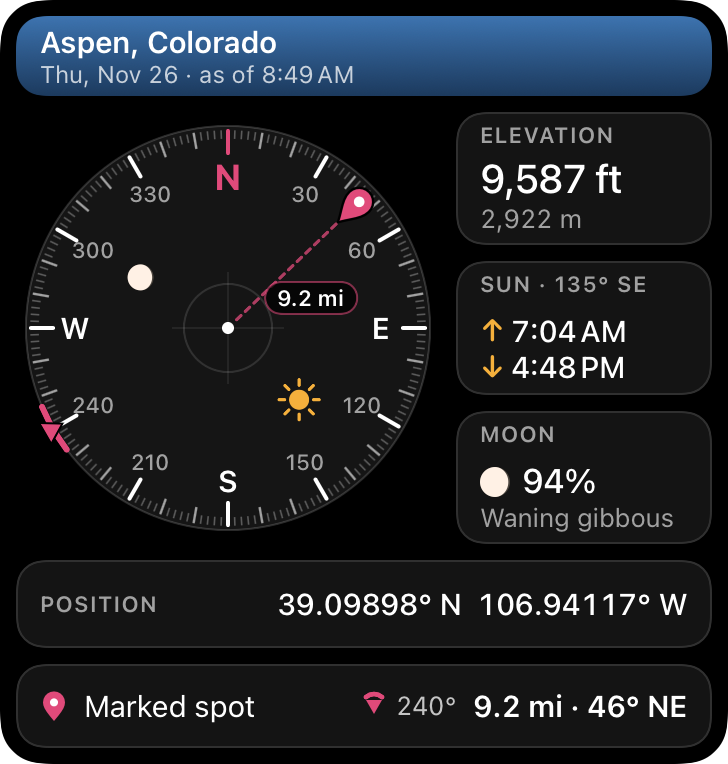 Aspen, Colorado
Thu, Nov 26 · as of 8:49 AM
N
30
60
E
120
150
S
210
240
W
300
330
9.2 mi
ELEVATION
9,587 ft
2,922 m
SUN · 135° SE
↑ 7:04 AM
↓ 4:48 PM
MOON
94%
Waning gibbous
POSITION 39.09898° N 106.94117° W
Marked spot 240° 9.2 mi · 46° NE